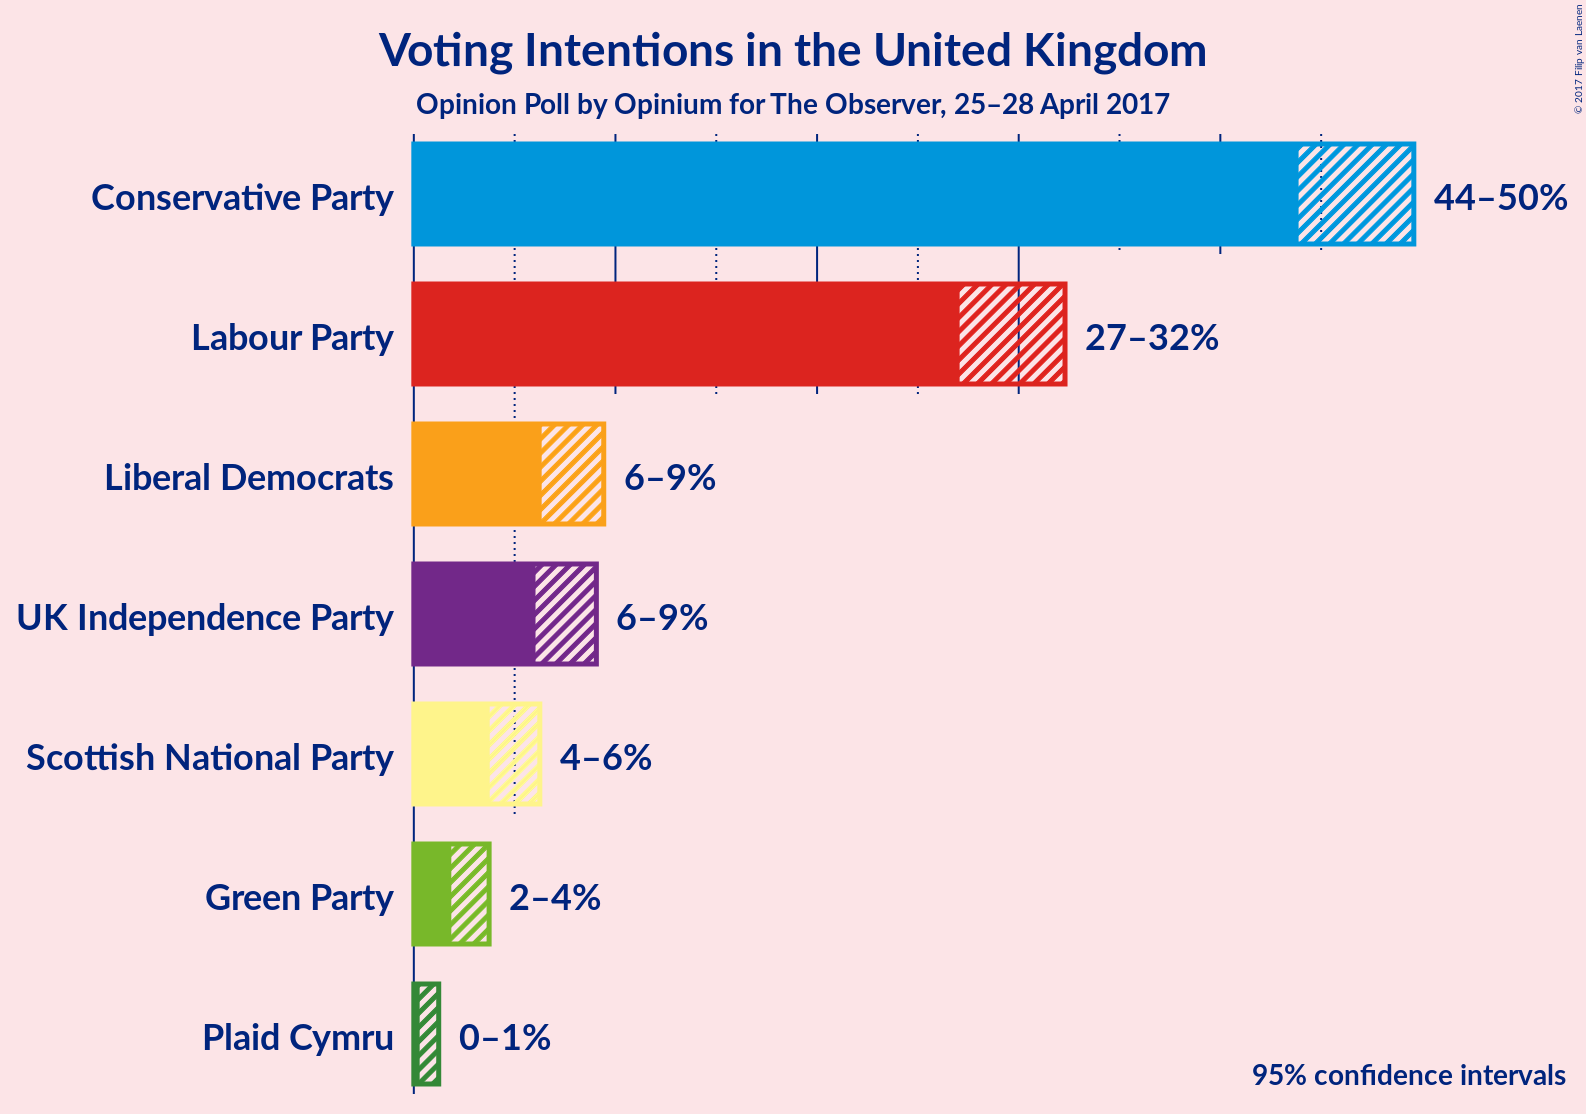 Voting Intentions in the United Kingdom
Opinion Poll by Opinium for The Observer, 25–28 April 2017
© 2017 Filip van Laenen
Conservative Party 44–50%
Labour Party 27–32%
Liberal Democrats 6–9%
UK Independence Party 6–9%
Scottish National Party 4–6%
Green Party 2–4%
Plaid Cymru 0–1%
95% confidence intervals